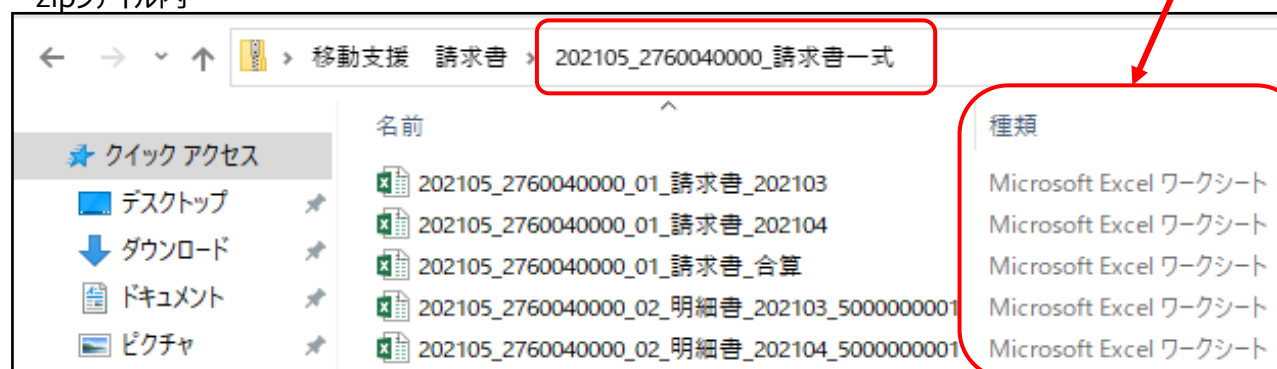 zipファイル内
移動支援 請求書 > 202105_2760040000_請求書一式
名前 種類
クイック アクセス
202105_2760040000_01_請求書_202103 Microsoft Excel ワークシート
デスクトップ
202105_2760040000_01_請求書_202104 Microsoft Excel ワークシート
ダウンロード
202105_2760040000_01_請求書_合算 Microsoft Excel ワークシート
ドキュメント
202105_2760040000_02_明細書_202103_5000000001 Microsoft Excel ワークシート
ピクチャ
202105_2760040000_02_明細書_202104_5000000001 Microsoft Excel ワークシート